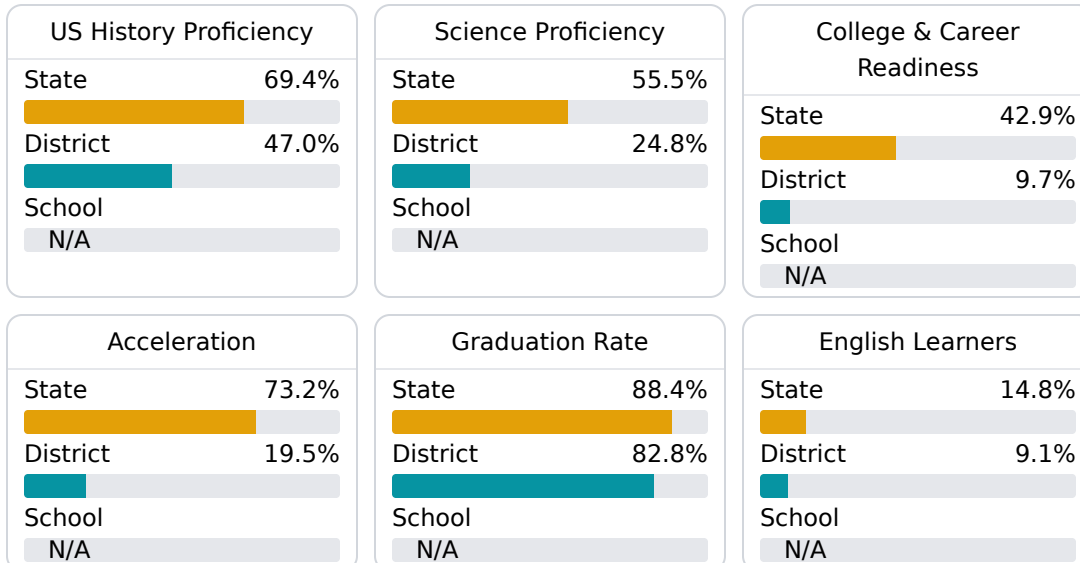 US History Proficiency
State 69.4%
District 47.0%
School
N/A
Science Proficiency
State 55.5%
District 24.8%
School
N/A
College & Career
Readiness
State 42.9%
District 9.7%
School
N/A
Acceleration
State 73.2%
District 19.5%
School
N/A
Graduation Rate
State 88.4%
District 82.8%
School
N/A
English Learners
State 14.8%
District 9.1%
School
N/A